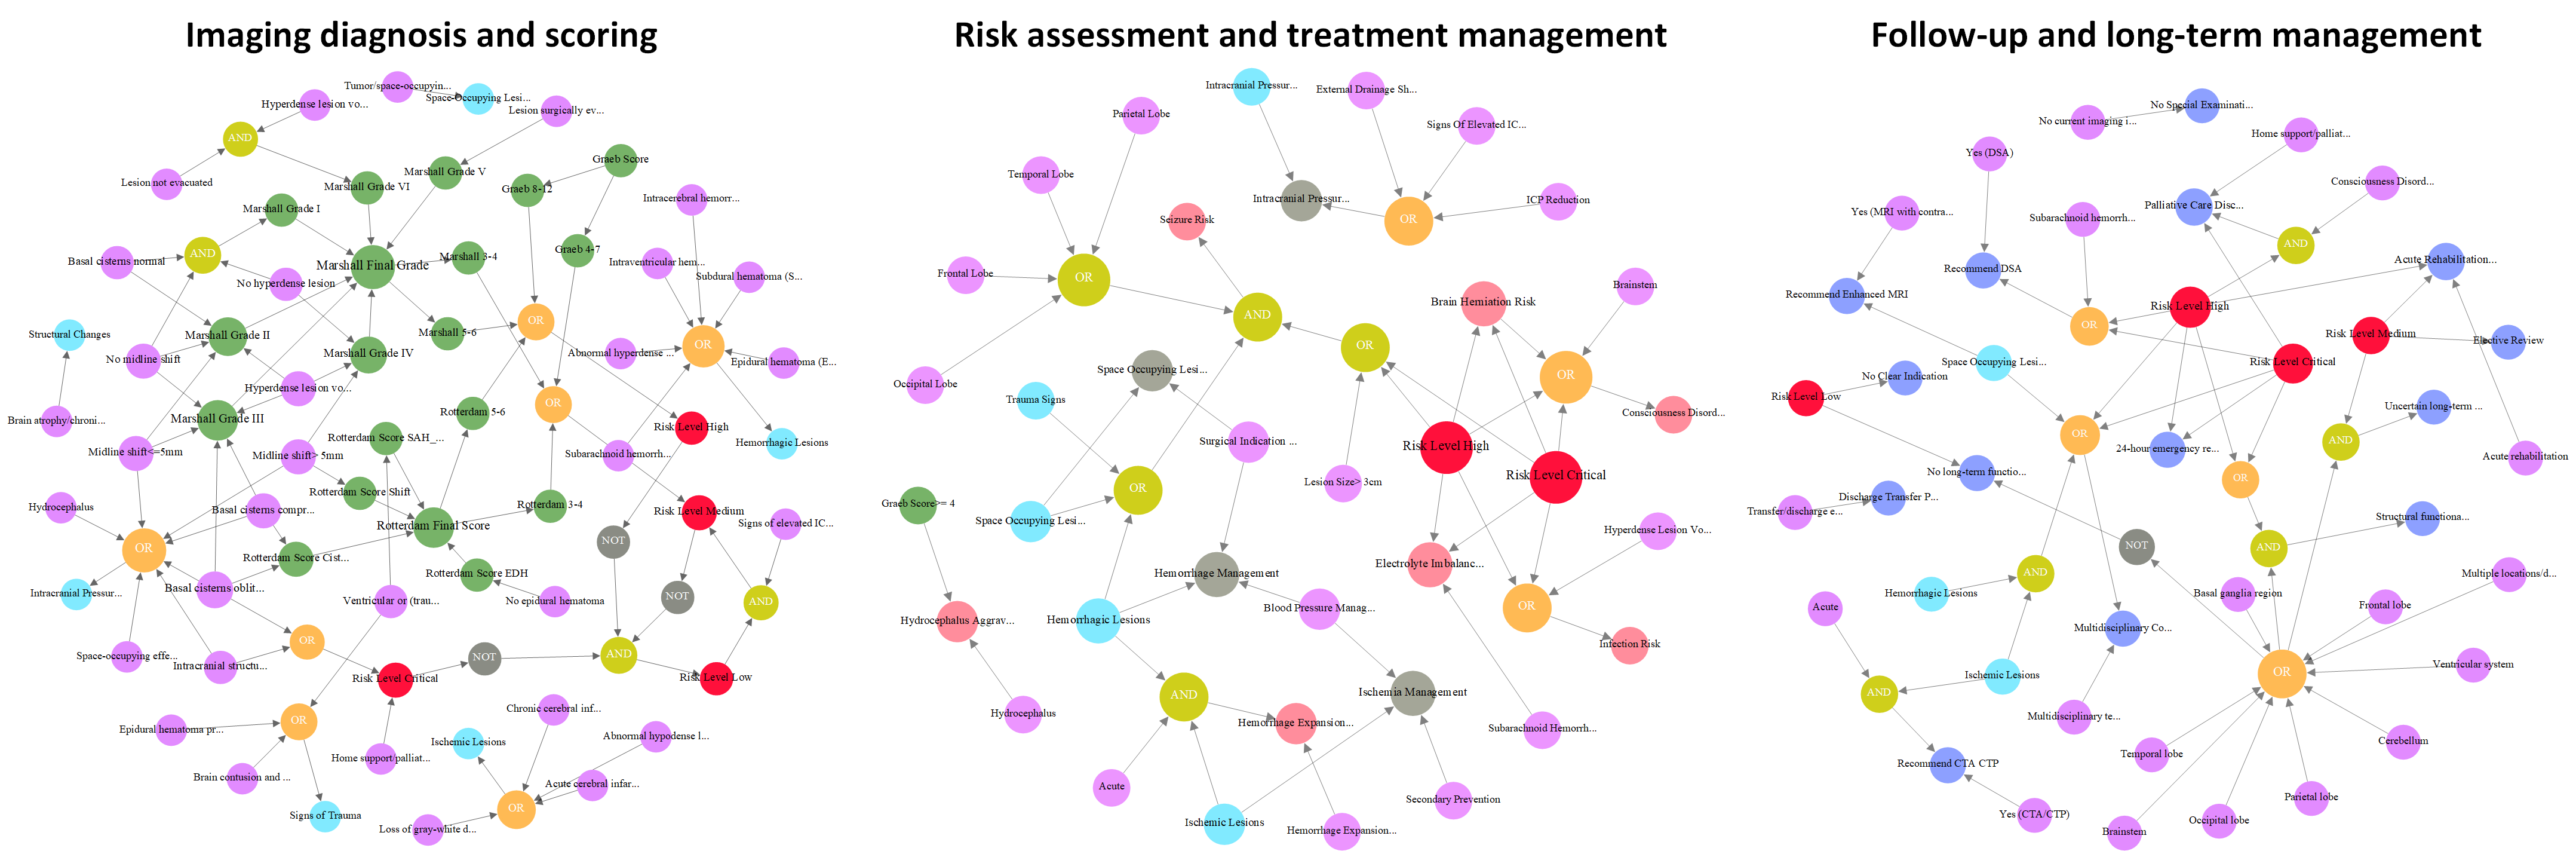 Imaging diagnosis and scoring
Tumor/space-occupyin...
Space-Occupying Lesi...
Hyperdense lesion vo...
Lesion surgically ev...
AND
Graeb Score
Marshall Grade V
Lesion not evacuated
Marshall Grade VI
Graeb 8-12
Intracerebral hemorr...
Marshall Grade I
AND
Graeb 4-7
Marshall 3-4
Basal cisterns normal
Marshall Final Grade
Intraventricular hem...
Subdural hematoma (S...
No hyperdense lesion
OR
Structural Changes
Marshall Grade II
Marshall 5-6
OR
Marshall Grade IV
Abnormal hyperdense ...
No midline shift
Epidural hematoma (E...
Hyperdense lesion vo...
OR
Brain atrophy/chroni...
Marshall Grade III
Rotterdam 5-6
Risk Level High
Rotterdam Score SAH_...
Hemorrhagic Lesions
Midline shift<=5mm
Midline shift> 5mm
Subarachnoid hemorrh...
Rotterdam Score Shift
Hydrocephalus
Basal cisterns compr...
Rotterdam 3-4
Risk Level Medium
Signs of elevated IC...
Rotterdam Final Score
NOT
OR
Rotterdam Score Cist...
Rotterdam Score EDH
Intracranial Pressur...
Basal cisterns oblit...
NOT
Ventricular or (trau...
No epidural hematoma
AND
OR
Space-occupying effe...
Intracranial structu...
NOT
AND
Risk Level Critical
Risk Level Low
Chronic cerebral inf...
OR
Epidural hematoma pr...
Abnormal hypodense l...
Ischemic Lesions
Home support/palliat...
Brain contusion and ...
Acute cerebral infar...
OR
Signs of Trauma
Loss of gray-white d...
Risk assessment and treatment management
Intracranial Pressur...
External Drainage Sh...
Parietal Lobe
Signs Of Elevated IC...
Temporal Lobe
Intracranial Pressur...
ICP Reduction
Seizure Risk
OR
Frontal Lobe
OR
Brainstem
Brain Herniation Risk
AND
OR
Space Occupying Lesi...
OR
Occipital Lobe
Trauma Signs
Consciousness Disord...
Surgical Indication ...
Risk Level High
Risk Level Critical
Lesion Size> 3cm
OR
Graeb Score>= 4
Space Occupying Lesi...
Hyperdense Lesion Vo...
Electrolyte Imbalanc...
Hemorrhage Management
OR
Blood Pressure Manag...
Hydrocephalus Aggrav...
Hemorrhagic Lesions
Infection Risk
Ischemia Management
AND
Hydrocephalus
Hemorrhage Expansion...
Subarachnoid Hemorrh...
Acute
Secondary Prevention
Ischemic Lesions
Hemorrhage Expansion...
Follow-up and long-term management
No Special Examinati...
No current imaging i...
Home support/palliat...
Yes (DSA)
Consciousness Disord...
Yes (MRI with contra...
Palliative Care Disc...
Subarachnoid hemorrh...
AND
Acute Rehabilitation...
Recommend DSA
Recommend Enhanced MRI
Risk Level High
OR
Risk Level Medium
Elective Review
Space Occupying Lesi...
Risk Level Critical
No Clear Indication
Risk Level Low
Uncertain long-term ...
OR
AND
24-hour emergency re...
Acute rehabilitation
No long-term functio...
OR
Discharge Transfer P...
Transfer/discharge e...
Structural functiona...
NOT
AND
AND
Multiple locations/d...
Hemorrhagic Lesions
Basal ganglia region
Acute
Frontal lobe
Multidisciplinary Co...
Ventricular system
Ischemic Lesions
OR
AND
Multidisciplinary te...
Cerebellum
Temporal lobe
Recommend CTA CTP
Parietal lobe
Yes (CTA/CTP)
Occipital lobe
Brainstem